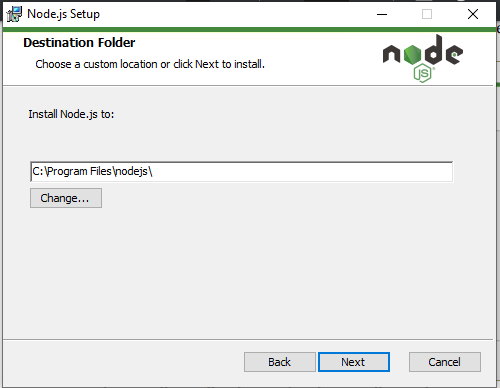 Node.js Setup
Destination Folder
Choose a custom location or click Next to install.
node
JS
Install Node.js to:
C:\Program Files\nodejs\
Change...
Back
Next
Cancel